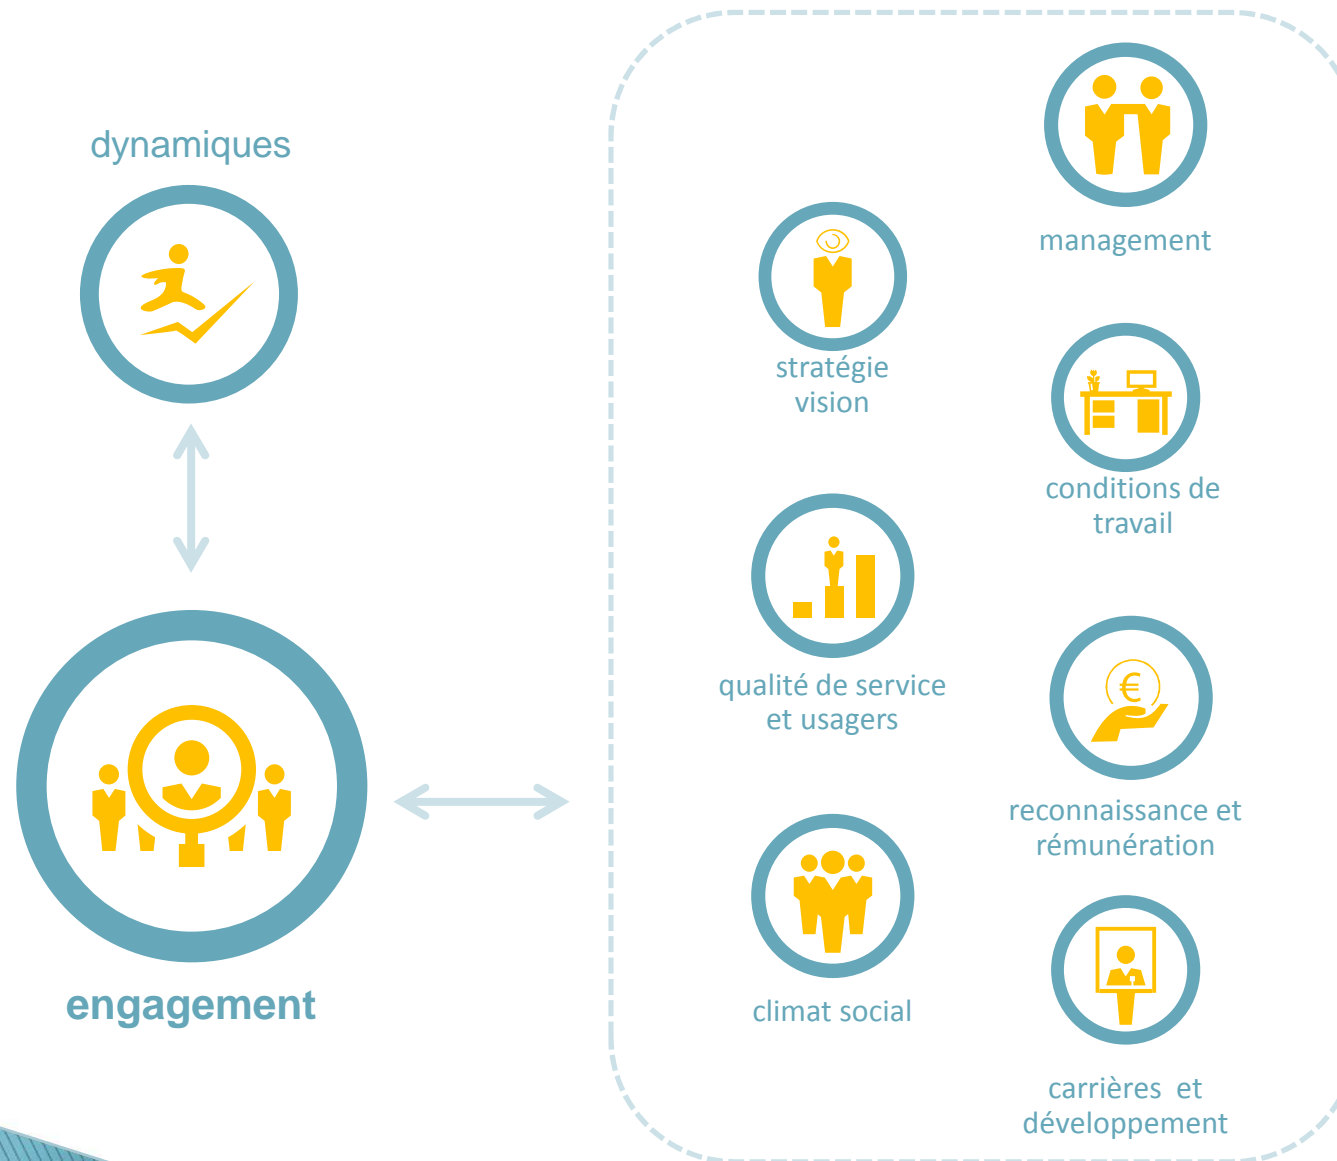 dynamiques
engagement
stratégie
vision
qualité de service
et usagers
climat social
management
conditions de
travail
€
reconnaissance et
rémunération
carrières et
développement